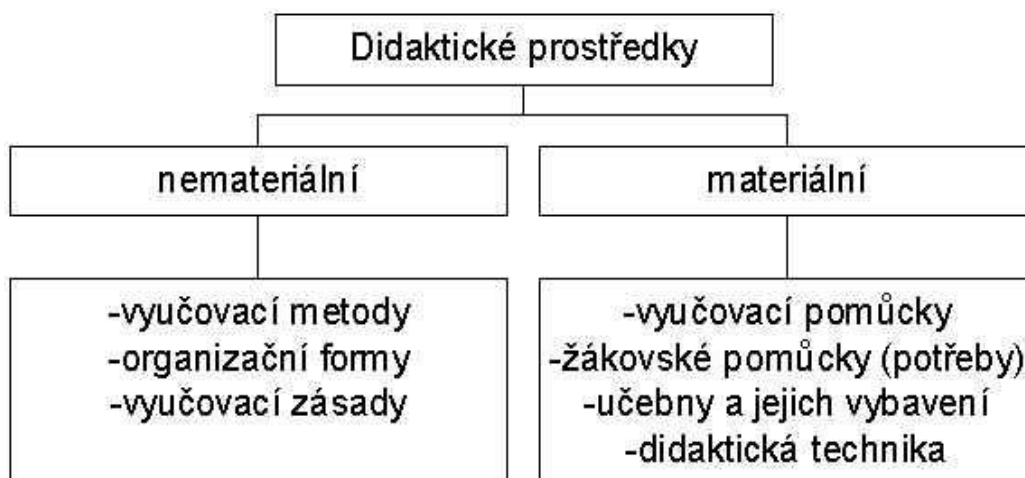 Didaktické prostředky
nemateriální
materiální
-vyučovací metody
-organizační formy
-vyučovací zásady
-vyučovací pomůcky
-žákovské pomůcky (potřeby)
-učebny a jejich vybavení
-didaktická technika